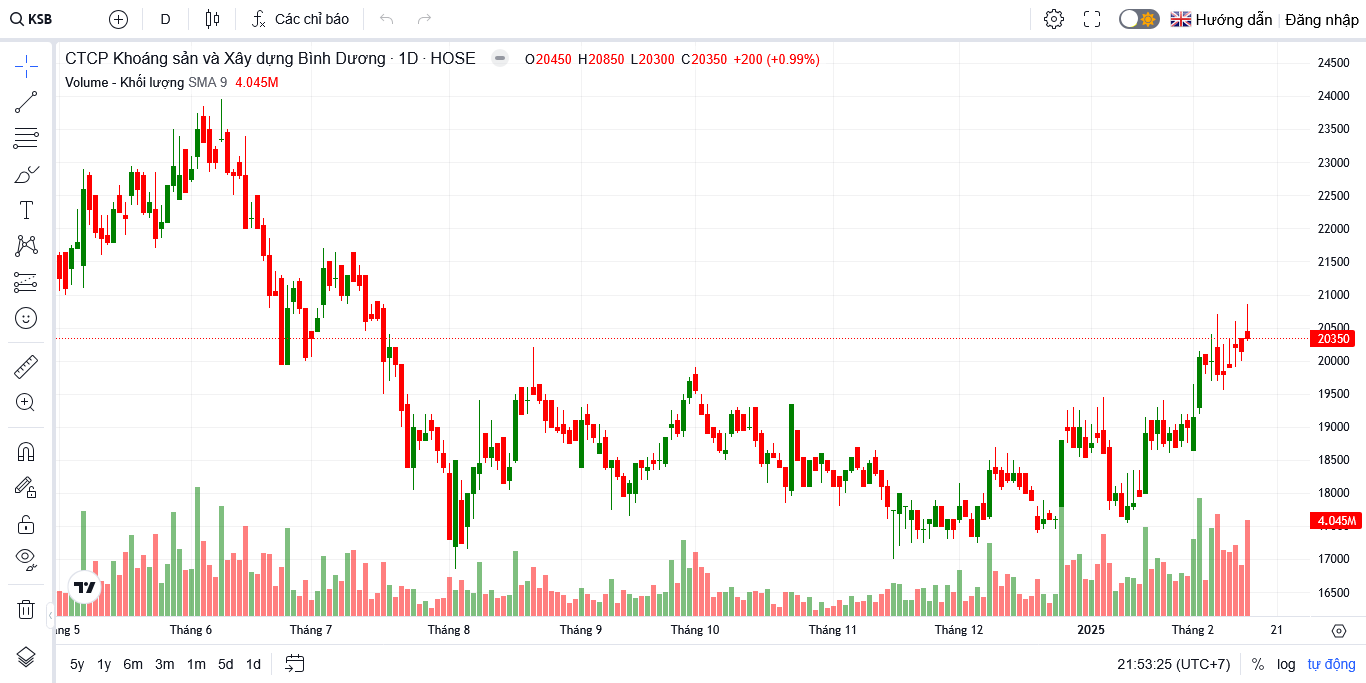 KSB D Các chỉ báo Hướng dẫn Đăng nhập
CTCP Khoáng sản và Xây dựng Bình Dương · 1D · HOSE O20450 H20850 L20300 C20350 +200 (+0.99%)
Volume - Khối lượng SMA 9 4.045M
24500
24000
23500
23000
22500
22000
21500
21000
20500
20350
20000
19500
19000
18500
18000
4.045M
17000
16500
ng 5 Tháng 6 Tháng 7 Tháng 8 Tháng 9 Tháng 10 Tháng 11 Tháng 12 2025 Tháng 2 21
5y 1y 6m 3m 1m 5d 1d 21:53:25 (UTC+7) % log tự động